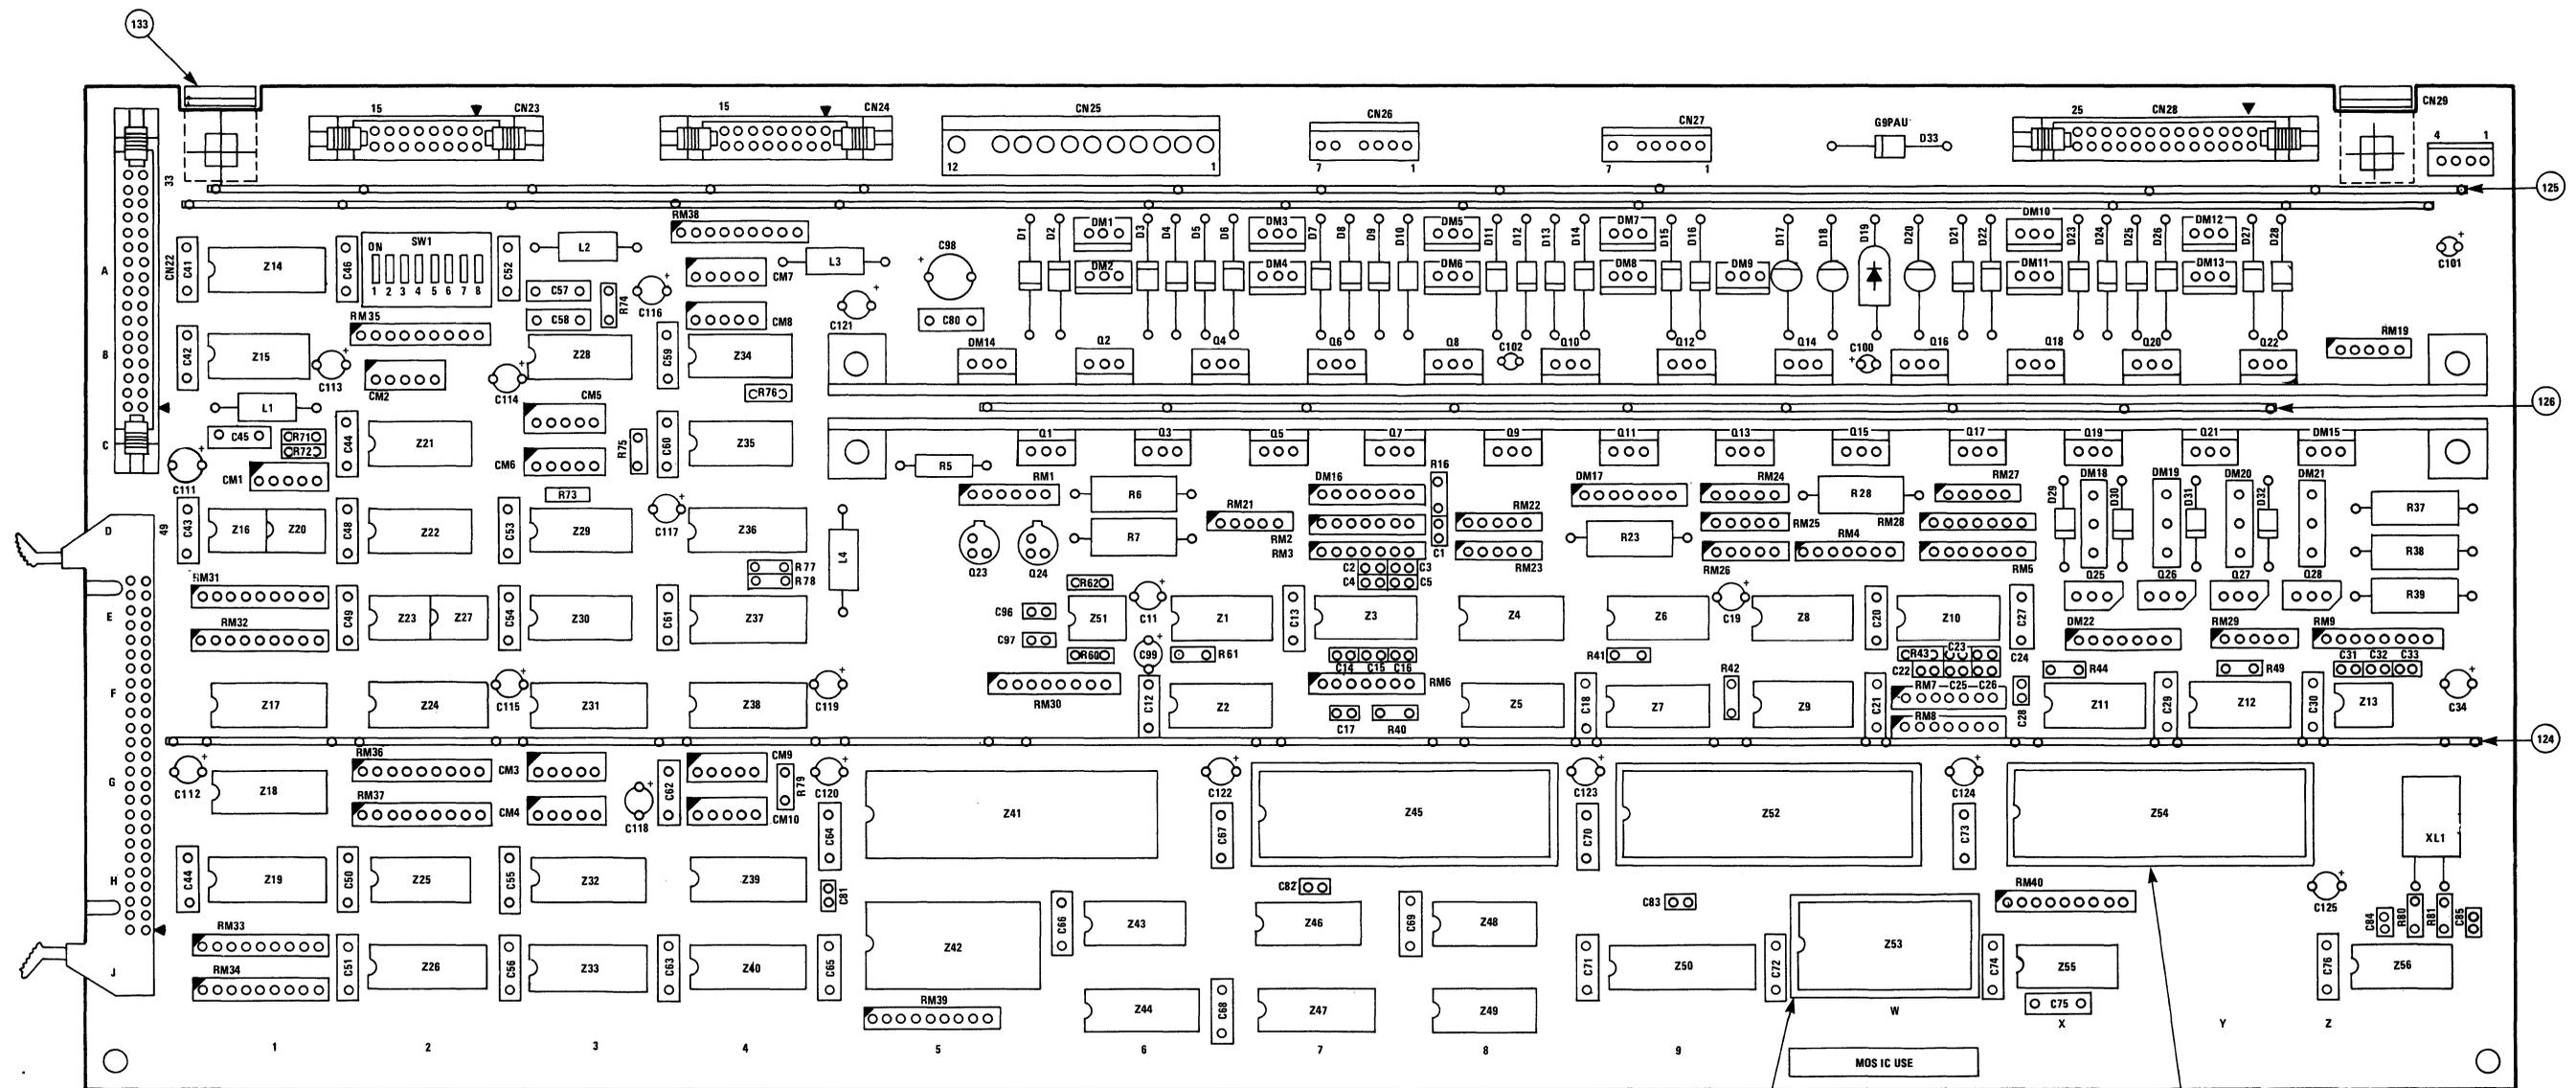 133
15 CN23
15 CN24
CN25
12 1
CN26
7 1
CN27
7 1
G9PAU D33
25 CN28
CN29
4 1
33
125
RM38
D1 D2 DM1 D3 D4 D5 D6 DM3 D7 D8 D9 D10 DM5 D11 D12 D13 D14 DM7 D15 D16 D17 D18 D19 D20 D21 D22 DM10 D23 D24 D25 D26 DM12 D27 D28
A CN22 C41 Z14 C46 ON SW1 C52 L2 L3 C98 C101
1 2 3 4 5 6 7 8
C57 R74 C116 CM7 DM2 DM4 DM6 DM8 DM9 DM11 DM13
C58 CM8 C121 C80
RM35 RM19
B C42 Z15 C113 CM2 C114 Z28 C59 Z34 DM14 Q2 Q4 Q6 Q8 C102 Q10 Q12 Q14 C100 Q16 Q18 Q20 Q22
L1 CM5 R76
126
C C45 R71 R72 C44 Z21 R75 C60 Z35 Q1 Q3 Q5 Q7 Q9 Q11 Q13 Q15 Q17 Q19 Q21 DM15
C111 CM1 CM6 R5
R73 RM1 R6 DM16 R16 DM17 RM24 R28 RM27 D29 DM18 D30 DM19 D31 DM20 D32 DM21 R37
D 49 C43 Z16 Z20 C48 Z22 C53 Z29 C117 Z36 L4 Q23 Q24 R7 RM21 RM2 RM3 C1 RM22 RM23 R23 RM25 RM26 RM4 RM28 RM5 R38
R77 R78 C2 C3 C4 C5
RM31 R62 Q25 Q26 Q27 Q28 R39
E RM32 C49 Z23 Z27 C54 Z30 C61 Z37 C96 C97 Z51 C11 Z1 C13 Z3 Z4 Z6 C19 Z8 C20 Z10 C27 DM22 RM29 RM9
R60 C99 R61 C14 C15 C16 R41 R43 C23 C24 R44 R49 C31 C32 C33
F Z17 Z24 C115 Z31 Z38 C119 RM30 C12 Z2 RM6 Z5 C18 Z7 R42 Z9 C21 C22 RM7 C25 C26 C28 Z11 C29 Z12 C30 Z13 C34
C17 R40 RM8
124
G C112 Z18 RM36 RM37 CM3 CM4 C118 C62 CM9 CM10 R79 C120 C64 Z41 C122 C67 Z45 C123 C70 Z52 C124 C73 Z54 XL1
H C44 Z19 C50 Z25 C55 Z32 Z39 C81 C82 C83 RM40 C125 C84 R80 R81 C85
J RM33 RM34 C51 Z26 C56 Z33 C63 Z40 C65 Z42 C66 Z43 Z46 C69 Z48 C71 Z50 C72 Z53 C74 Z55 C76 Z56
RM39 Z44 C68 Z47 Z49 W C75 X Y Z
1 2 3 4 5 6 7 8 9
MOS IC USE